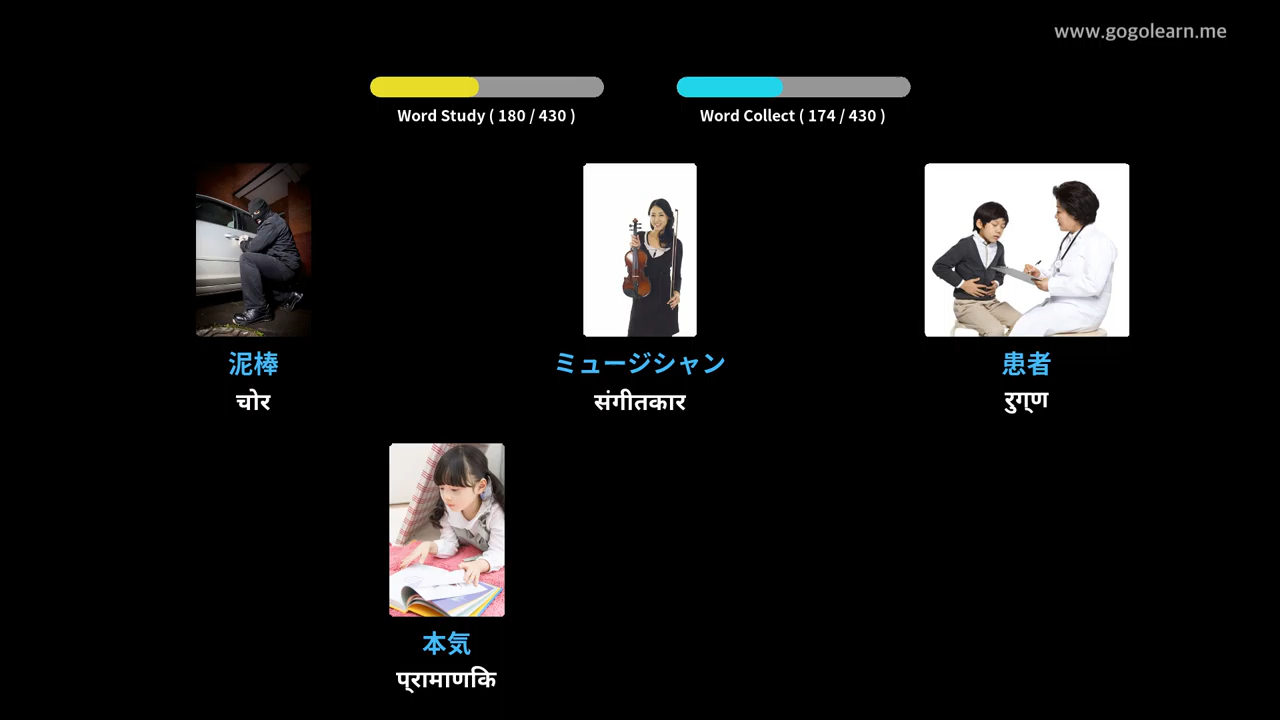 www.gogolearn.me
Word Study ( 180 / 430 )
Word Collect ( 174 / 430 )
泥棒
चोर
ミュージシャン
संगीतकार
患者
रुग्‌ण
本気
प्‌रामाणकि